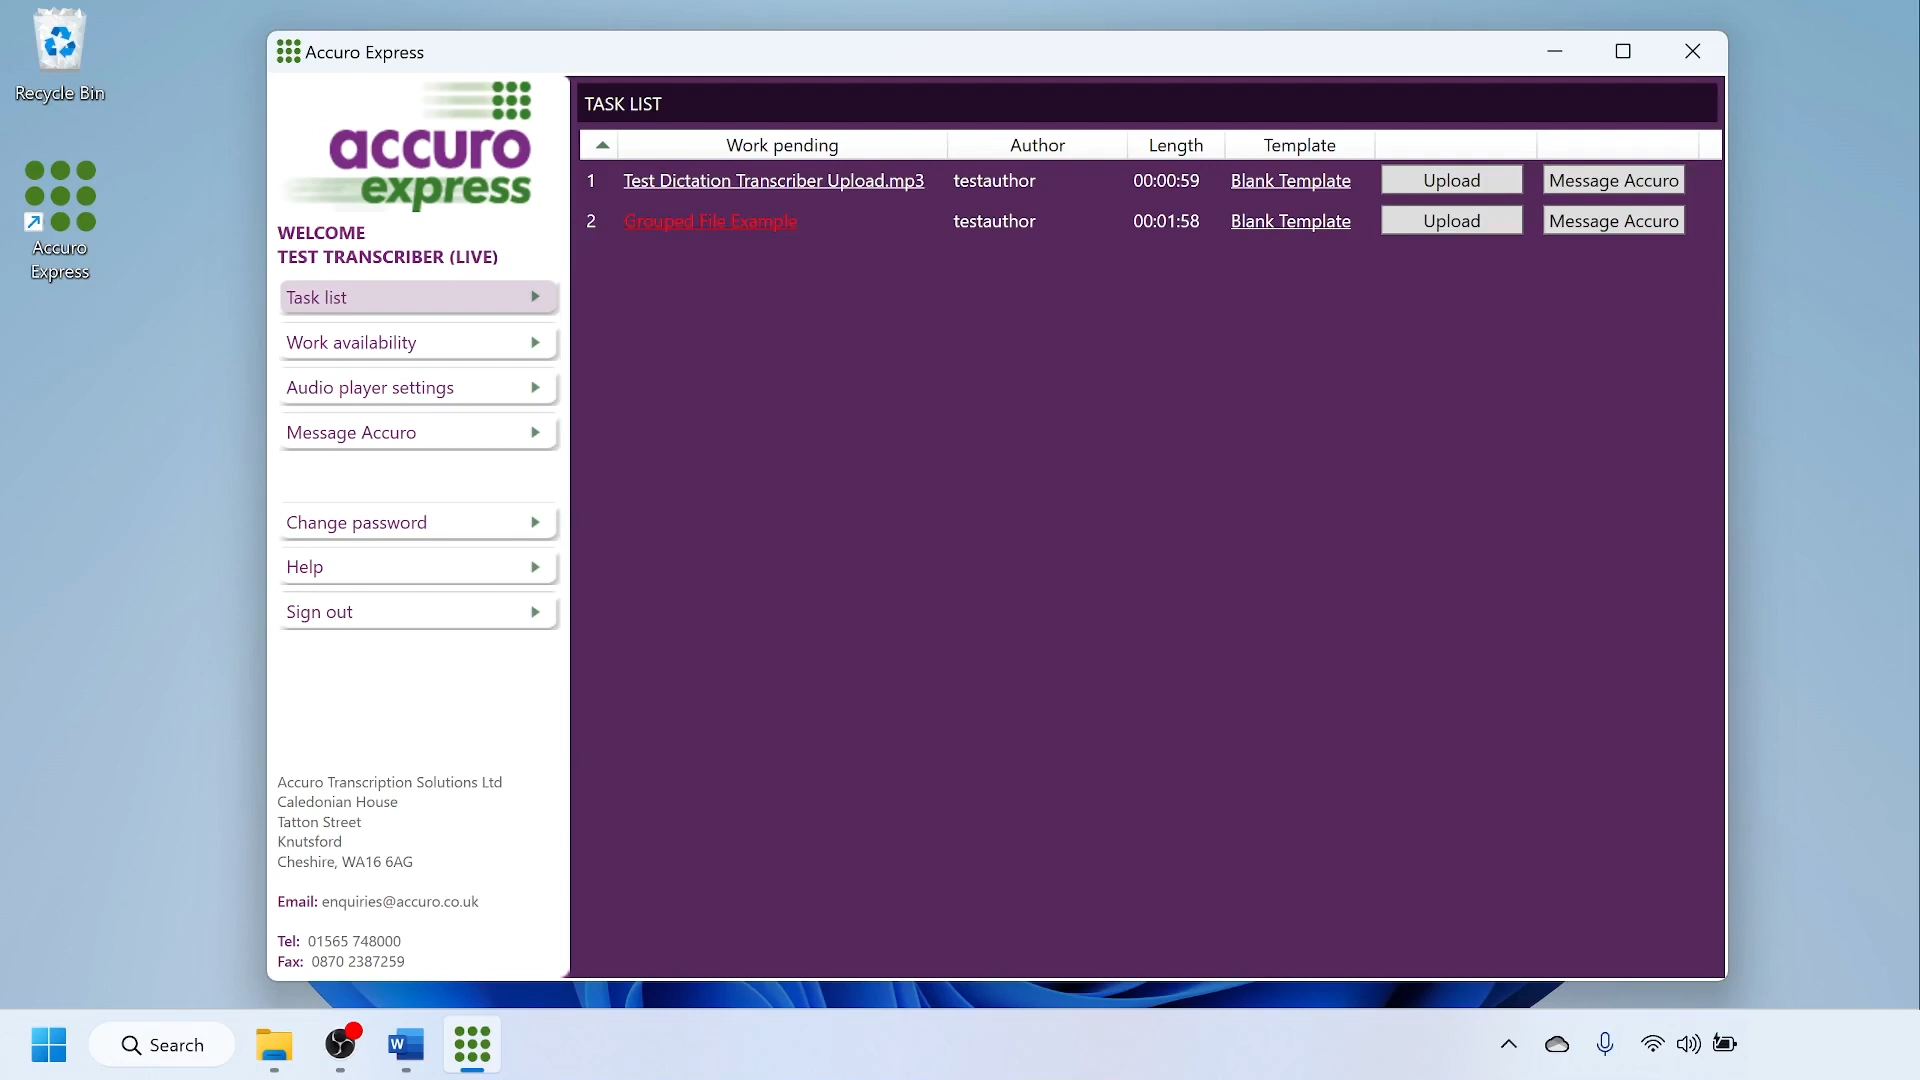 Recycle Bin
Accuro
Express
Accuro Express
accuro
express
WELCOME
TEST TRANSCRIBER (LIVE)
Task list
Work availability
Audio player settings
Message Accuro
Change password
Help
Sign out
Accuro Transcription Solutions Ltd
Caledonian House
Tatton Street
Knutsford
Cheshire, WA16 6AG
Email: enquiries@accuro.co.uk
Tel: 01565 748000
Fax: 0870 2387259
TASK LIST
Work pending Author Length Template
1 Test Dictation Transcriber Upload.mp3 testauthor 00:00:59 Blank Template Upload Message Accuro
2 Grouped File Example testauthor 00:01:58 Blank Template Upload Message Accuro
Search
W